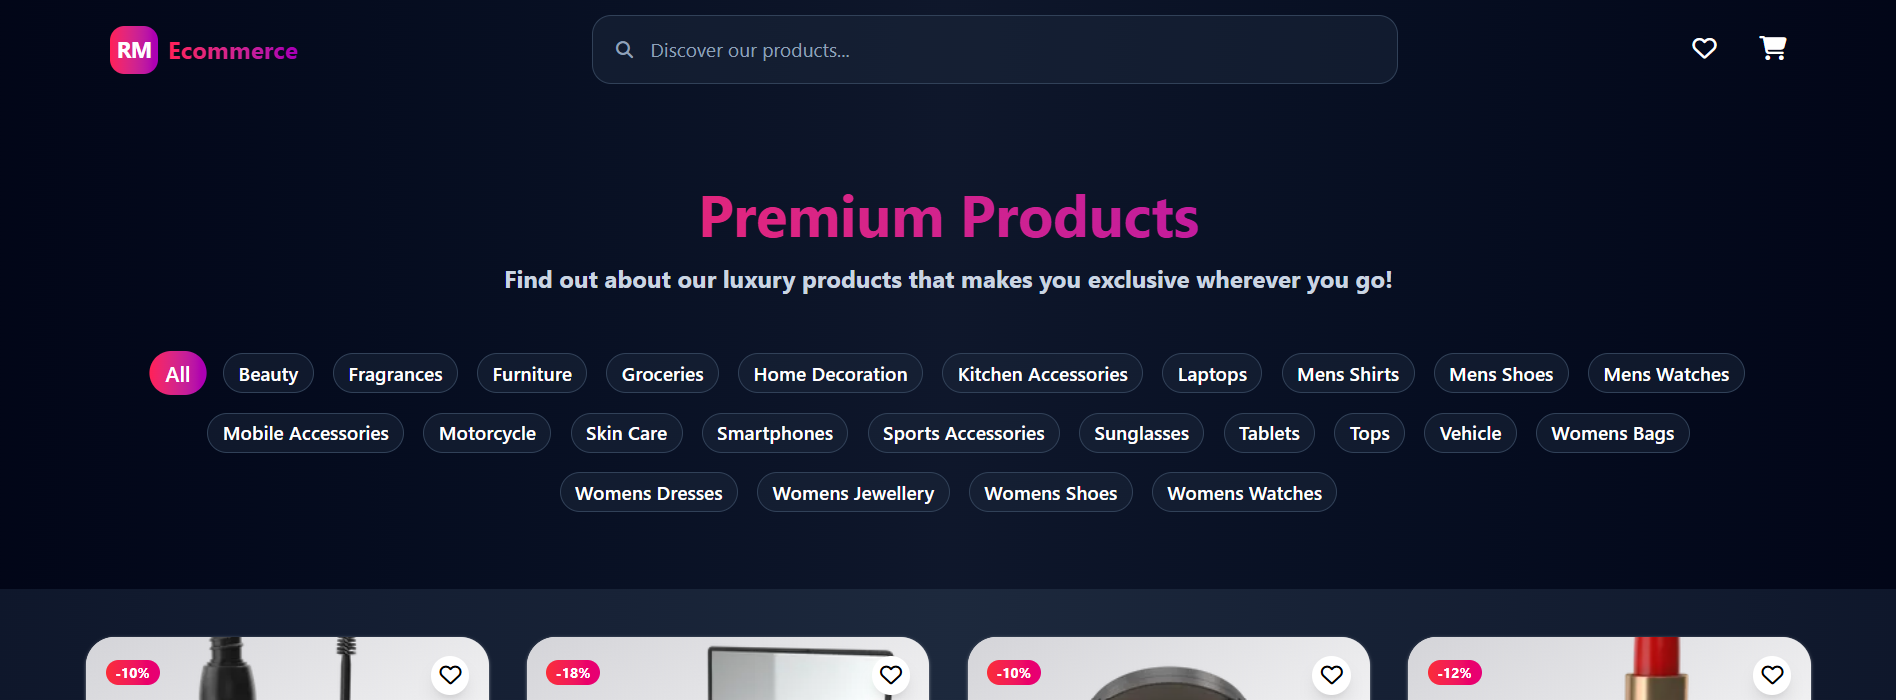 RM Ecommerce
Discover our products...
Premium Products
Find out about our luxury products that makes you exclusive wherever you go!
All Beauty Fragrances Furniture Groceries Home Decoration Kitchen Accessories Laptops Mens Shirts Mens Shoes Mens Watches
Mobile Accessories Motorcycle Skin Care Smartphones Sports Accessories Sunglasses Tablets Tops Vehicle Womens Bags
Womens Dresses Womens Jewellery Womens Shoes Womens Watches
-10% -18% -10% -12%